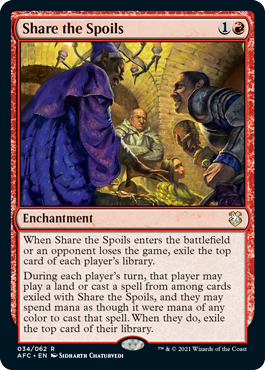 Share the Spoils 1
Enchantment
When Share the Spoils enters the battlefield
or an opponent loses the game, exile the top
card of each player's library.
During each player's turn, that player may
play a land or cast a spell from among cards
exiled with Share the Spoils, and they may
spend mana as though it were mana of any
color to cast that spell. When they do, exile
the top card of their library.
034/062 R
AFC • EN Sidharth Chaturvedi
™ & © 2021 Wizards of the Coast